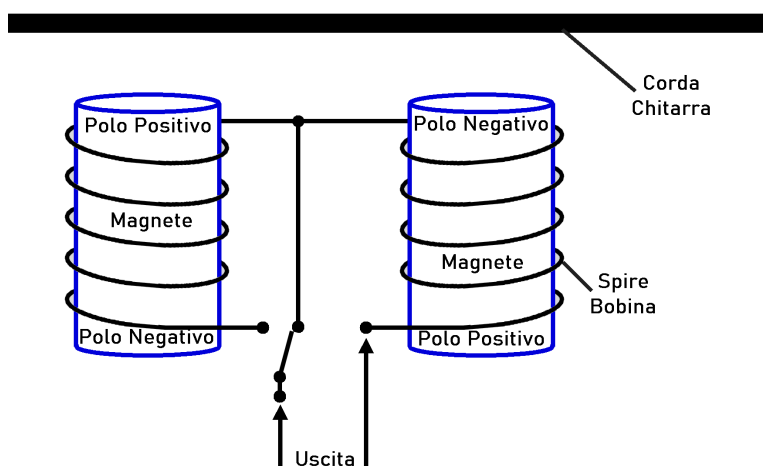 Corda
Chitarra
Polo Positivo
Polo Negativo
Magnete
Magnete
Spire
Bobina
Polo Negativo
Polo Positivo
Uscita